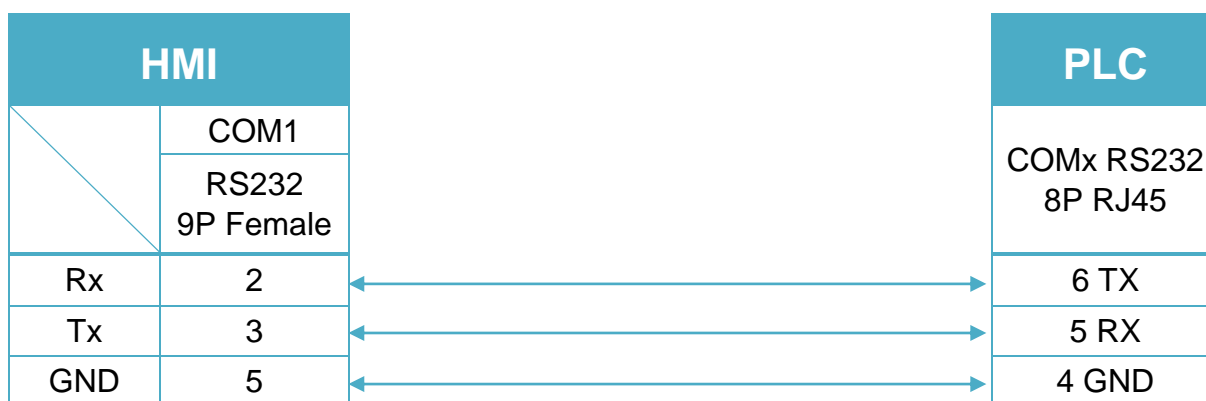 HMI
PLC
COM1
RS232
9P Female
COMx RS232
8P RJ45
Rx 2 6 TX
Tx 3 5 RX
GND 5 4 GND